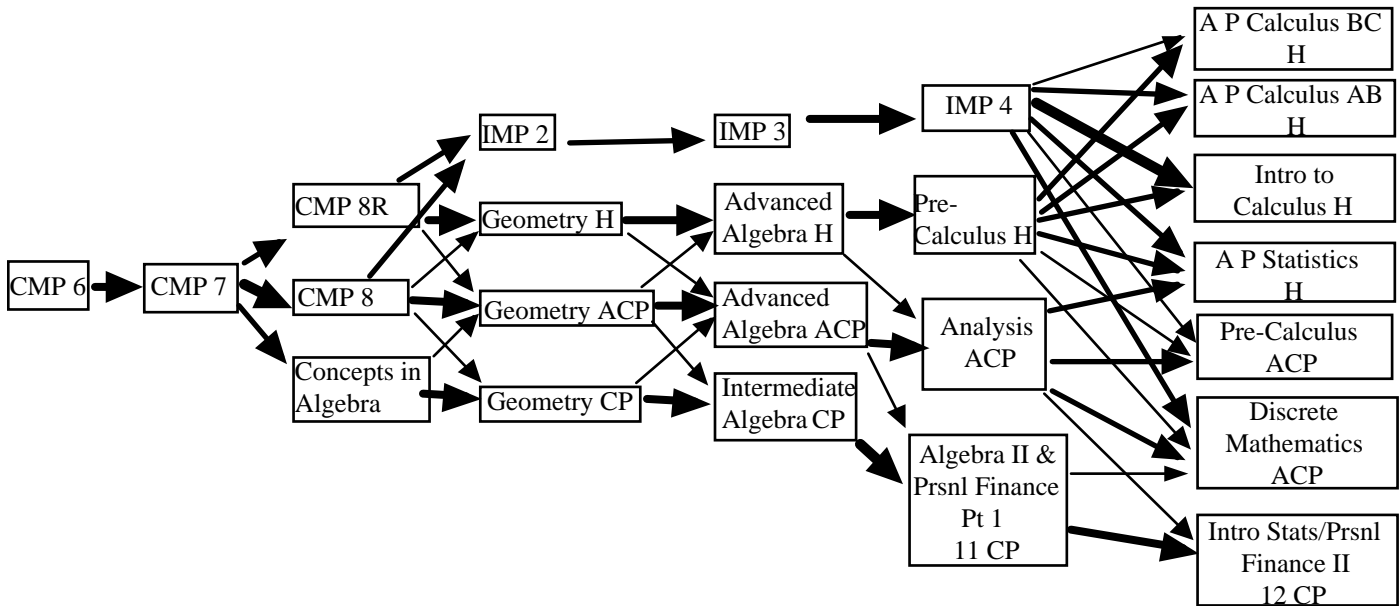 CMP 6
CMP 7
CMP 8R
CMP 8
Concepts in
Algebra
IMP 2
Geometry H
Geometry ACP
Geometry CP
IMP 3
Advanced
Algebra H
Advanced
Algebra ACP
Intermediate
Algebra CP
IMP 4
Pre-
Calculus H
Analysis
ACP
Algebra II &
Prsnl Finance
Pt 1
11 CP
A P Calculus BC
H
A P Calculus AB
H
Intro to
Calculus H
A P Statistics
H
Pre-Calculus
ACP
Discrete
Mathematics
ACP
Intro Stats/Prsnl
Finance II
12 CP